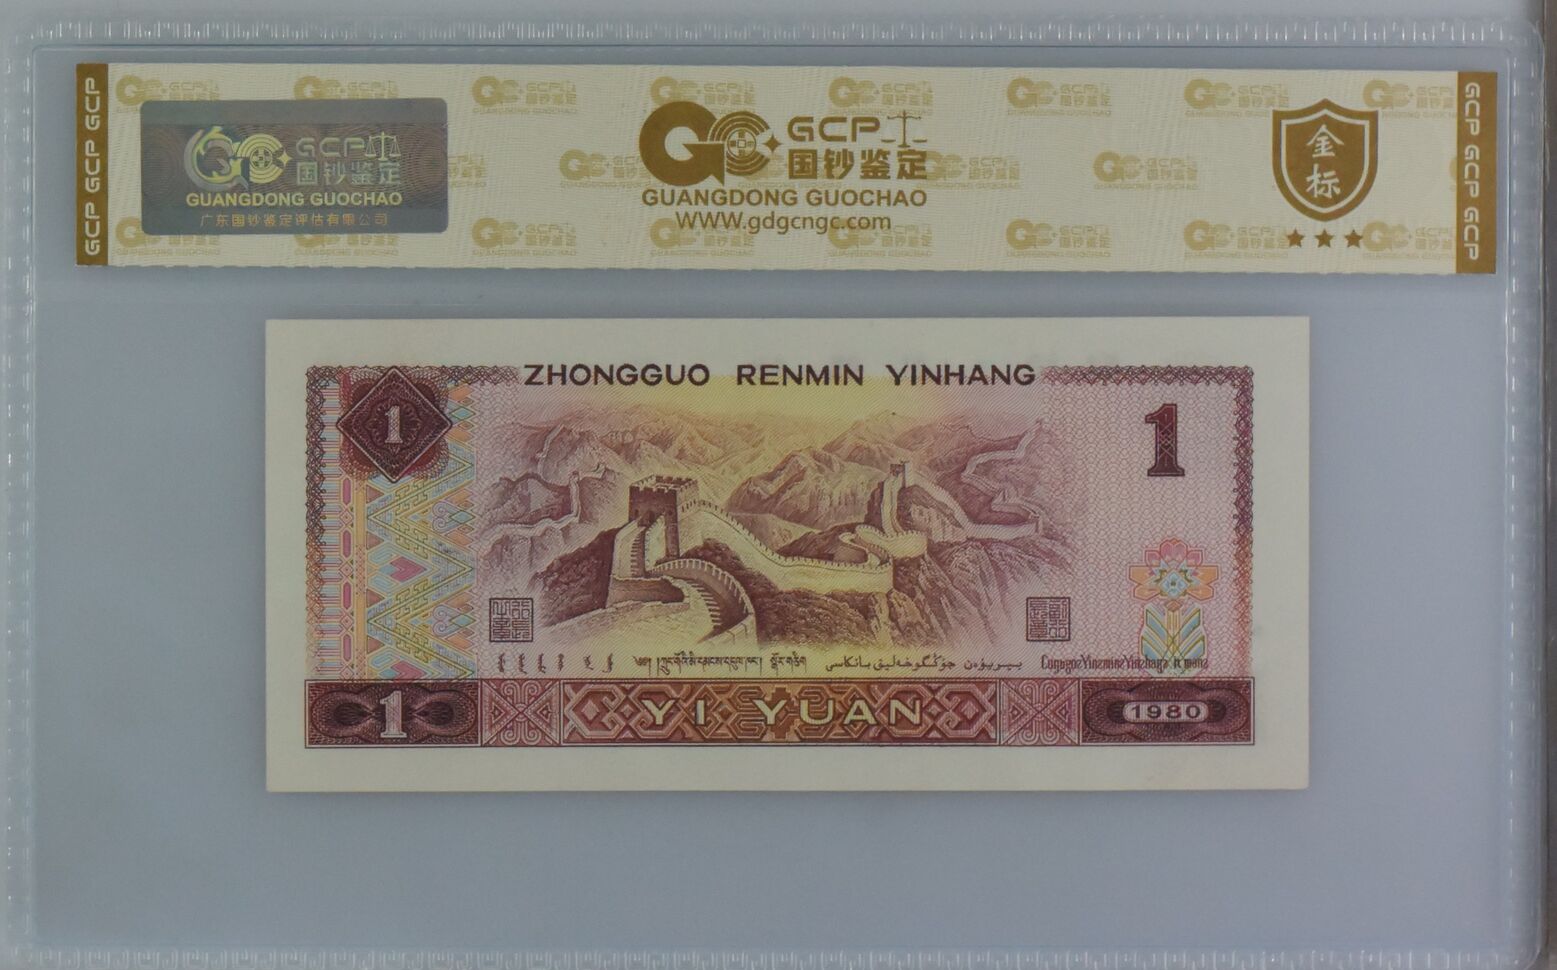 GCP GCP GCP
GCP
国钞鉴定
GUANGDONG GUOCHAO
广东国钞鉴定评估有限公司
GCP
国钞鉴定
GUANGDONG GUOCHAO
WWW.gdgcngc.com
金标
GCP GCP GCP
ZHONGGUO RENMIN YINHANG
1
1
1
YI YUAN
1980